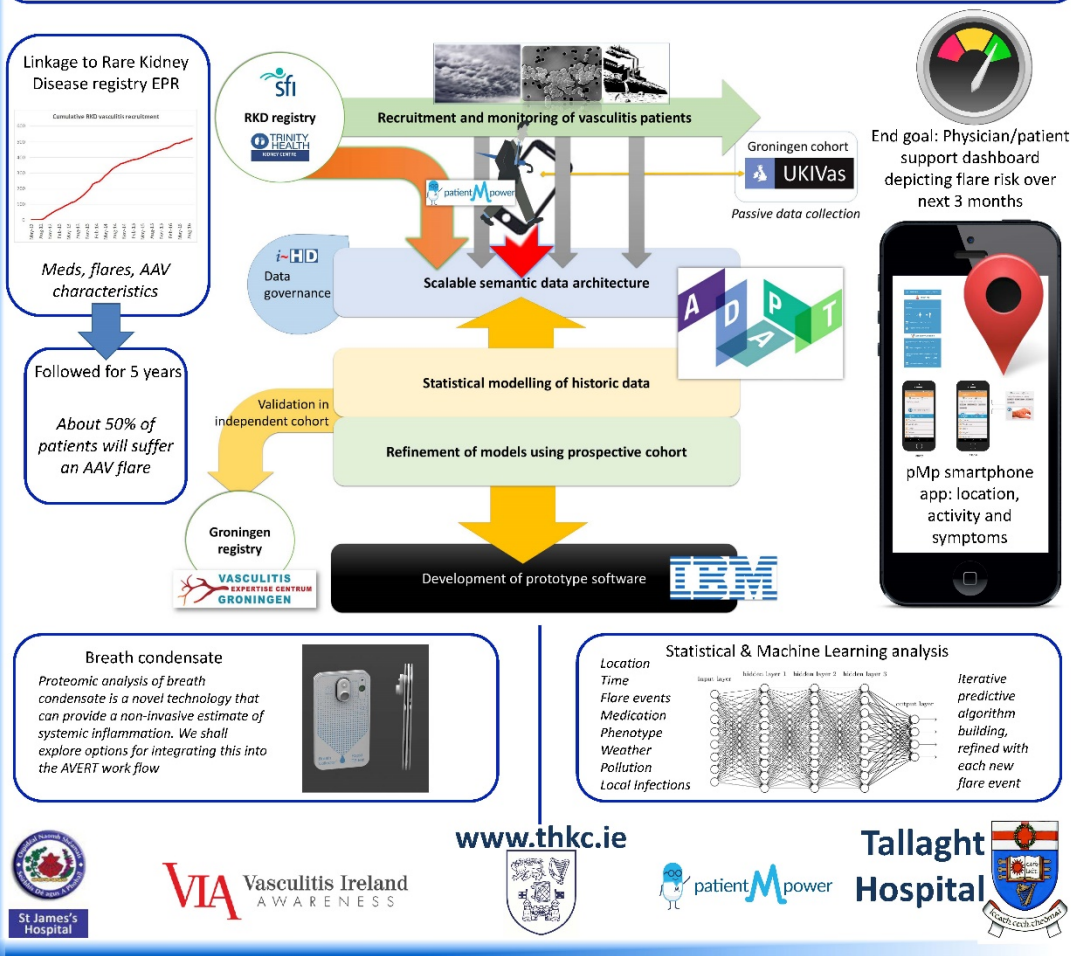 Linkage to Rare Kidney
Disease registry EPR
Cumulative RKD vasculitis recruitment
Meds, flares, AAV
characteristics
Followed for 5 years
About 50% of
patients will suffer
an AAV flare
sfi
RKD registry
TRINITY
HEALTH
KIDNEY CENTRE
Recruitment and monitoring of vasculitis patients
patientMpower
Groningen cohort
UKIVas
Passive data collection
End goal: Physician/patient
support dashboard
depicting flare risk over
next 3 months
i~HD
Data
governance
Scalable semantic data architecture
ADAPT
Statistical modelling of historic data
Validation in
independent cohort
Refinement of models using prospective cohort
Groningen
registry
VASCULITIS
EXPERTISE CENTRUM
GRONINGEN
Development of prototype software
IBM
pMp smartphone
app: location,
activity and
symptoms
Breath condensate
Proteomic analysis of breath
condensate is a novel technology that
can provide a non-invasive estimate of
systemic inflammation. We shall
explore options for integrating this into
the AVERT work flow
Statistical & Machine Learning analysis
Location
Time
Flare events
Medication
Phenotype
Weather
Pollution
Local Infections
input layer
hidden layer 1
hidden layer 2
hidden layer 3
output layer
Iterative
predictive
algorithm
building,
refined with
each new
flare event
www.thkc.ie
St James's
Hospital
VIA Vasculitis Ireland
AWARENESS
patientMpower
Tallaght
Hospital